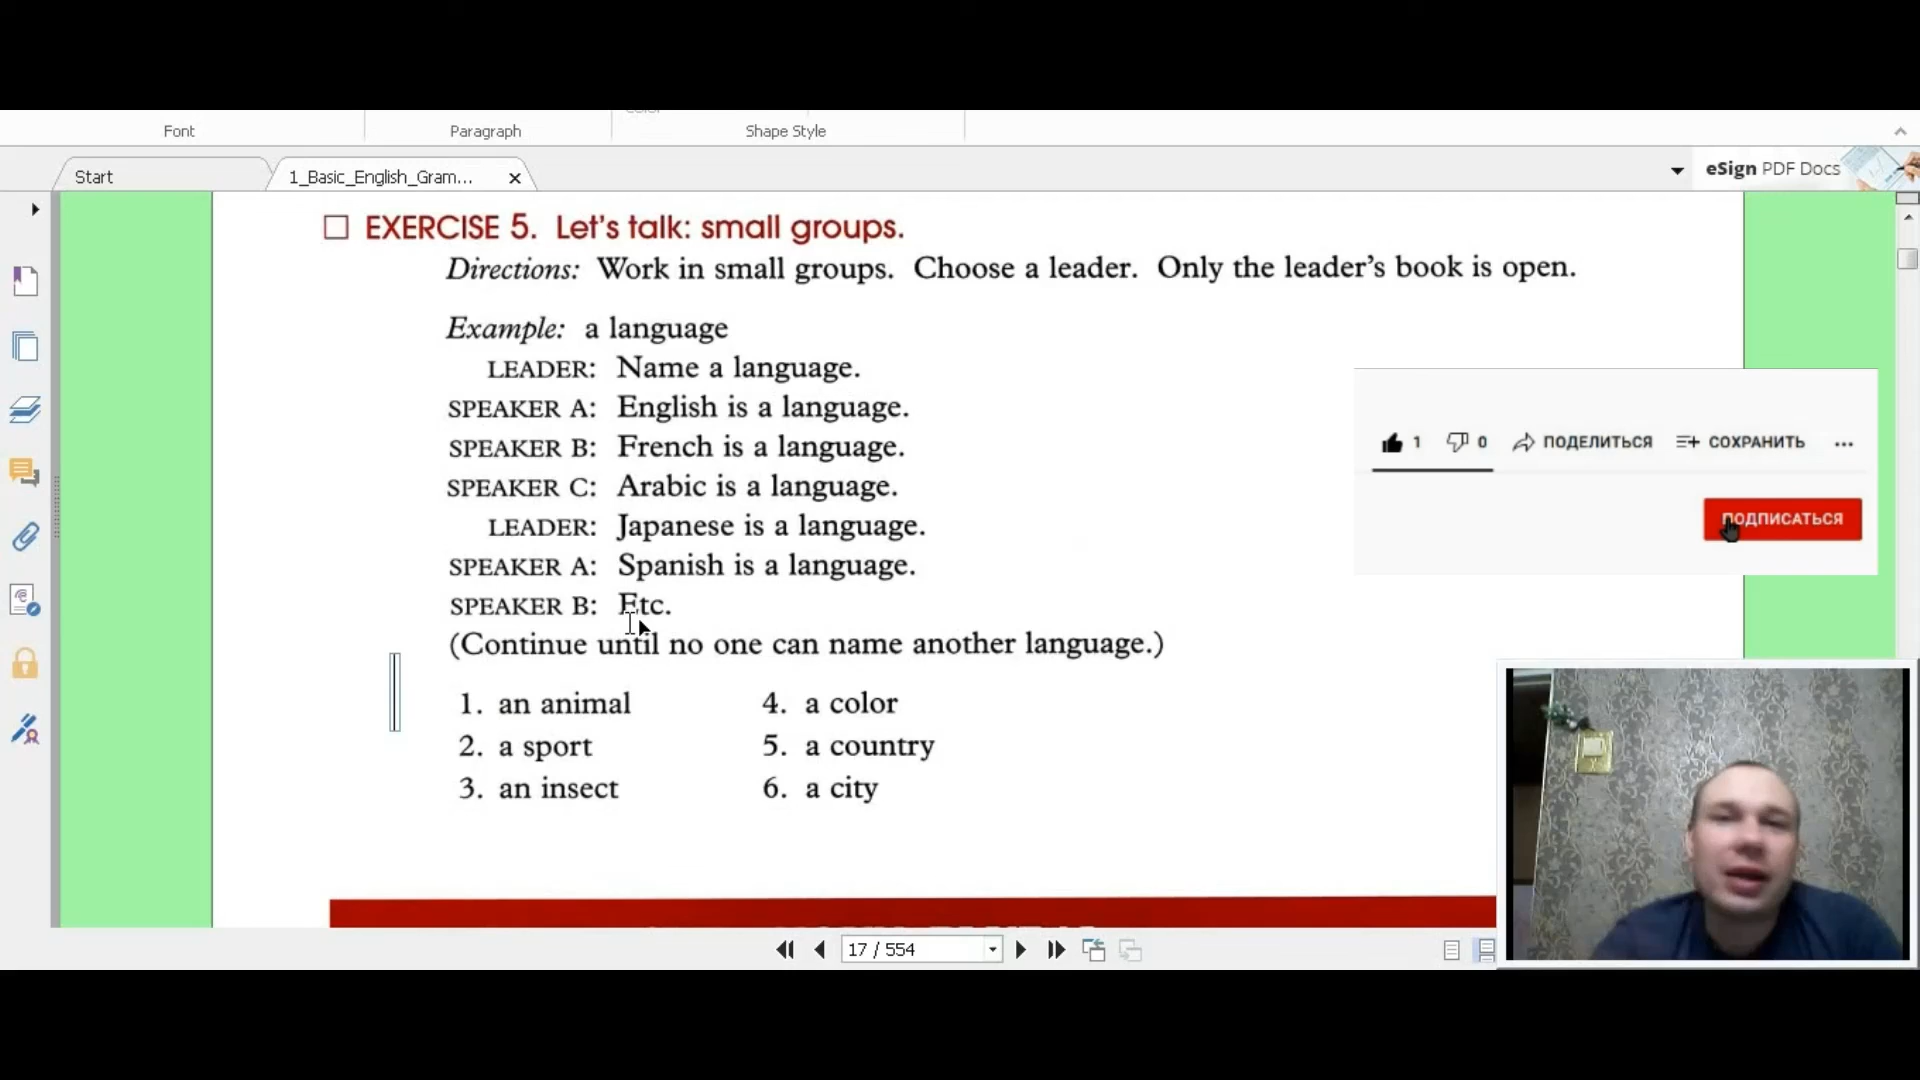 Font Paragraph Shape Style
Start 1_Basic_English_Gram... eSign PDF Docs
EXERCISE 5. Let's talk: small groups.
Directions: Work in small groups. Choose a leader. Only the leader's book is open.
Example: a language
LEADER: Name a language.
SPEAKER A: English is a language.
SPEAKER B: French is a language.
SPEAKER C: Arabic is a language.
LEADER: Japanese is a language.
SPEAKER A: Spanish is a language.
SPEAKER B: Etc.
(Continue until no one can name another language.)
1. an animal
2. a sport
3. an insect
4. a color
5. a country
6. a city
1 0 ПОДЕЛИТЬСЯ СОХРАНИТЬ ...
ПОДПИСАТЬСЯ
17 / 554